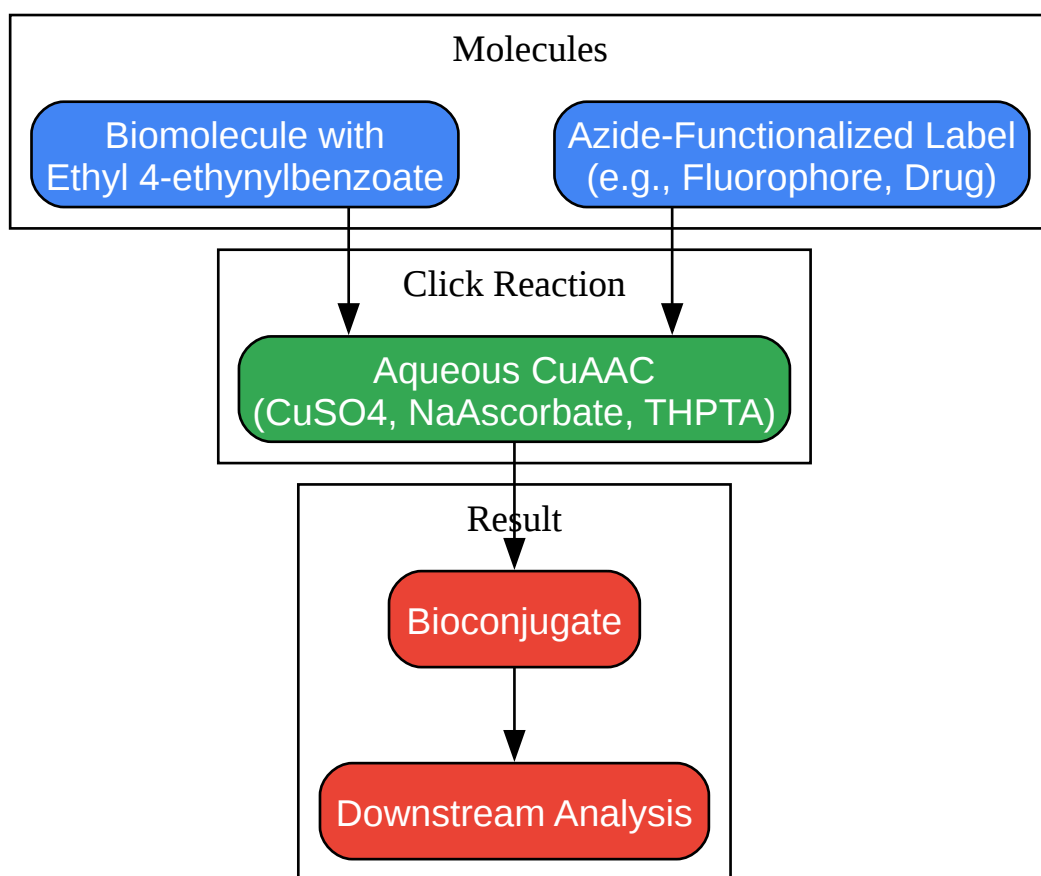 Molecules
Biomolecule with
Ethyl 4-ethynylbenzoate
Azide-Functionalized Label
(e.g., Fluorophore, Drug)
Click Reaction
Aqueous CuAAC
(CuSO4, NaAscorbate, THPTA)
Result
Bioconjugate
Downstream Analysis